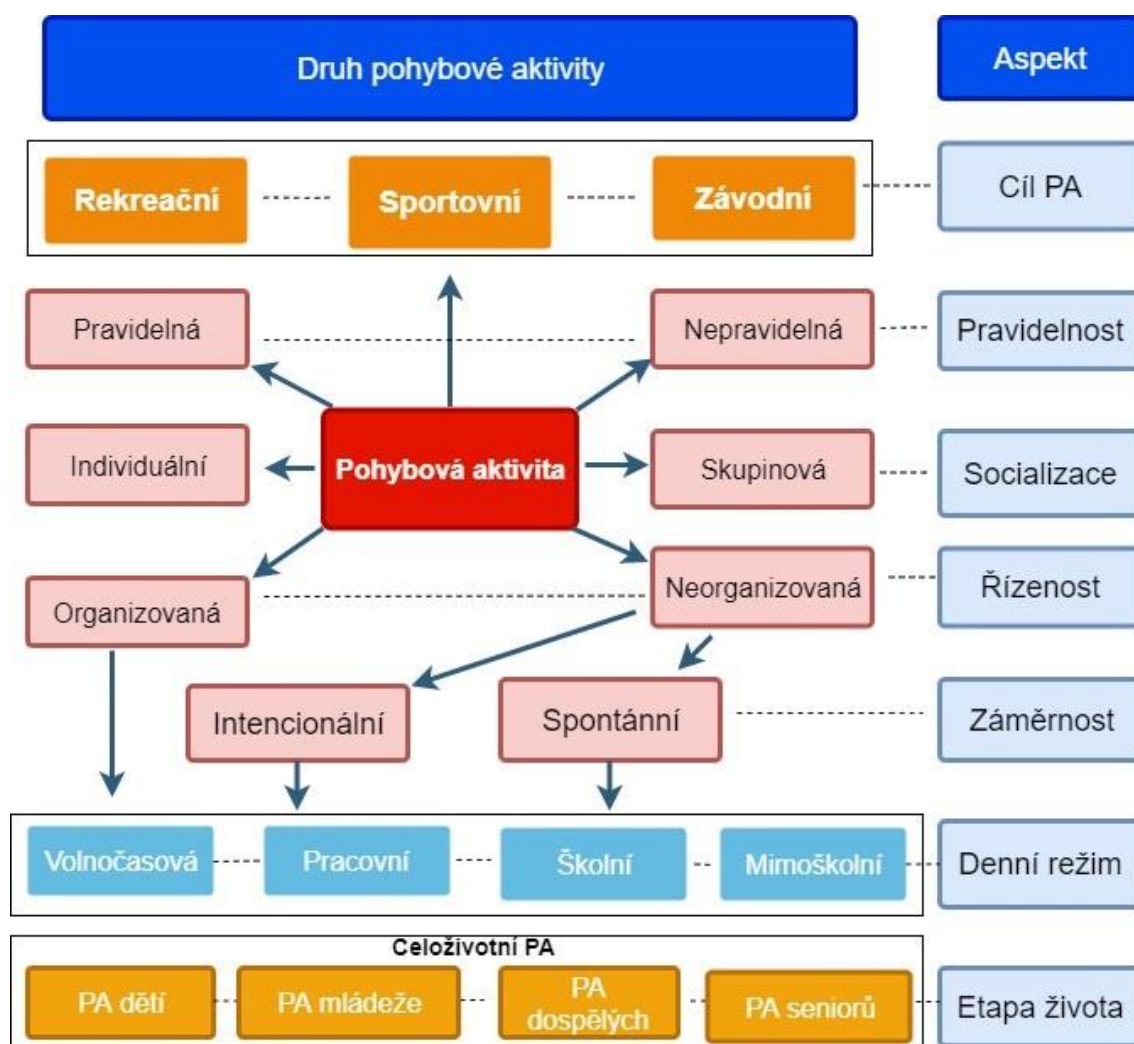 Druh pohybové aktivity
Aspekt
Rekreační
Sportovní
Závodní
Cíl PA
Pravidelná
Nepravidelná
Pravidelnost
Pohybová aktivita
Individuální
Skupinová
Socializace
Organizovaná
Neorganizovaná
Řízenost
Intencionální
Spontánní
Záměrnost
Volnočasová
Pracovní
Školní
Mimoškolní
Denní režim
Celoživotní PA
PA dětí
PA mládeže
PA
dospělých
PA seniorů
Etapa života